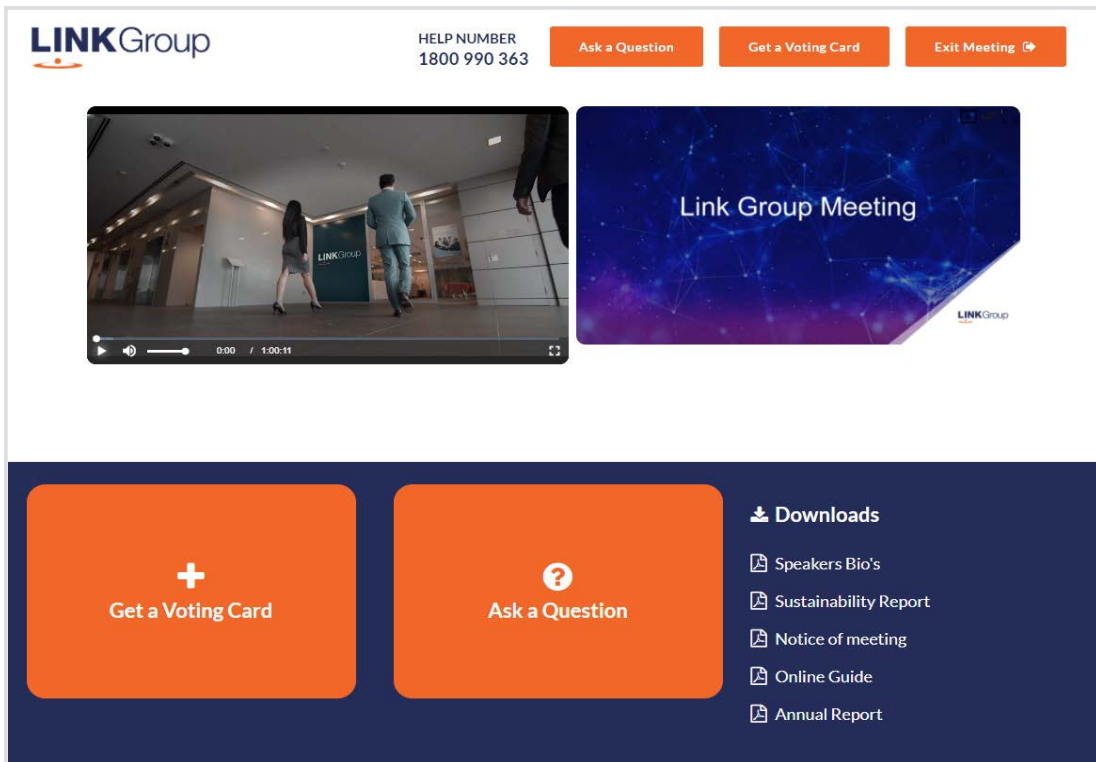 LINKGroup
HELP NUMBER
1800 990 363
Ask a Question
Get a Voting Card
Exit Meeting
LINKGroup
0:00 / 1:00:11
Link Group Meeting
LINKGroup
Get a Voting Card
Ask a Question
Downloads
Speakers Bio's
Sustainability Report
Notice of meeting
Online Guide
Annual Report